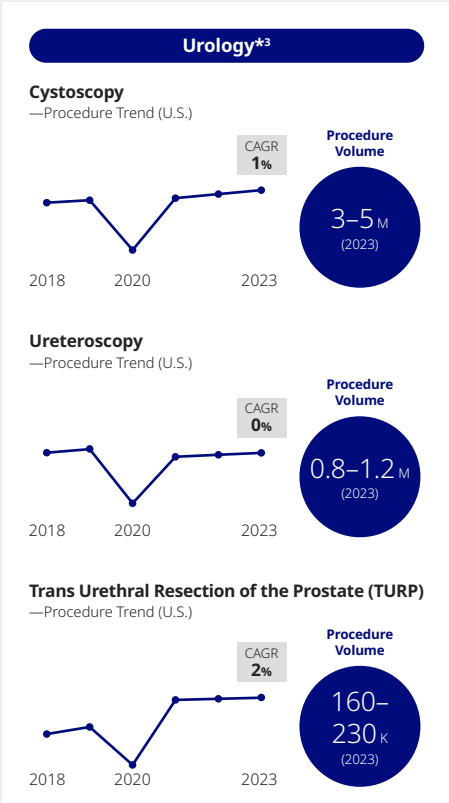 Urology*3
Cystoscopy
—Procedure Trend (U.S.)
CAGR
1%
Procedure
Volume
3–5 M
(2023)
2018 2020 2023
Ureteroscopy
—Procedure Trend (U.S.)
CAGR
0%
Procedure
Volume
0.8–1.2 M
(2023)
2018 2020 2023
Trans Urethral Resection of the Prostate (TURP)
—Procedure Trend (U.S.)
CAGR
2%
Procedure
Volume
160–
230 K
(2023)
2018 2020 2023